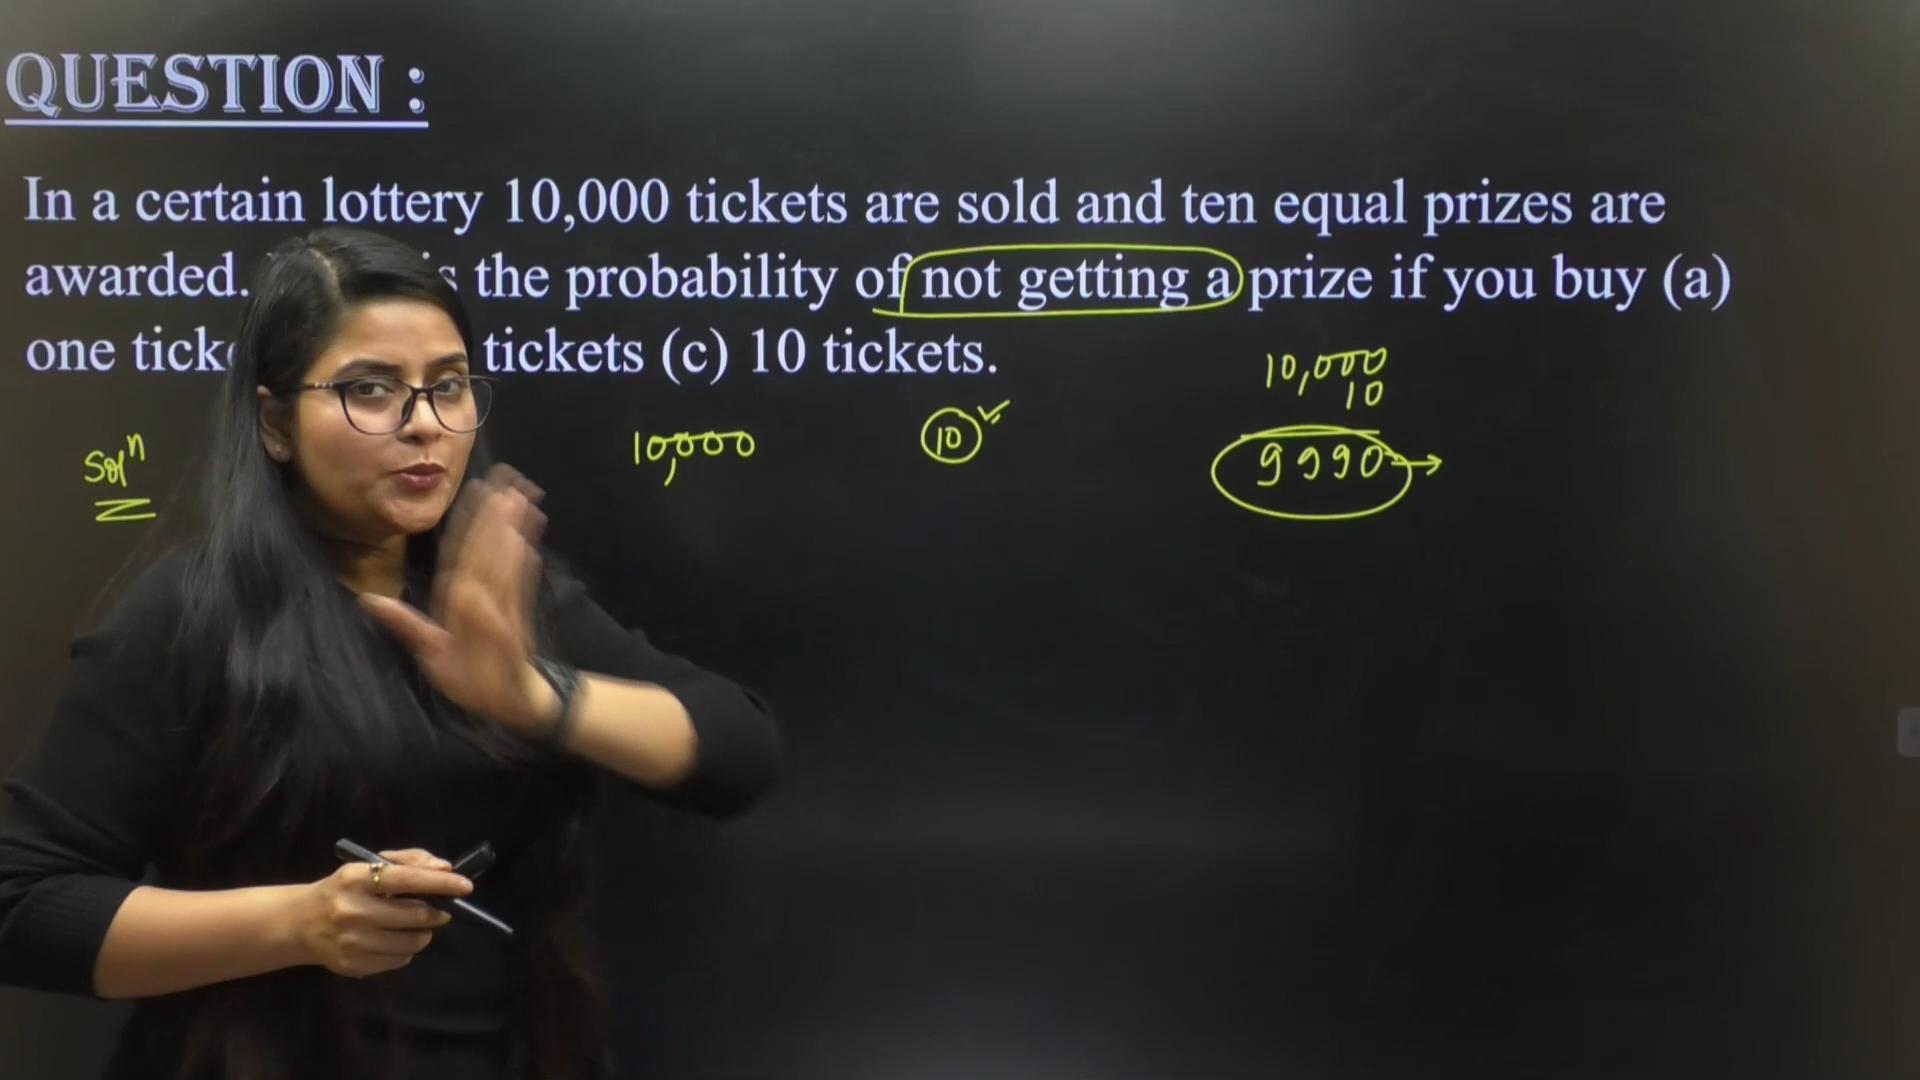 QUESTION :
In a certain lottery 10,000 tickets are sold and ten equal prizes are
awarded. the probability of not getting a prize if you buy (a)
one tickets (c) 10 tickets.
10,000
10
Solⁿ 10,000 10 9990